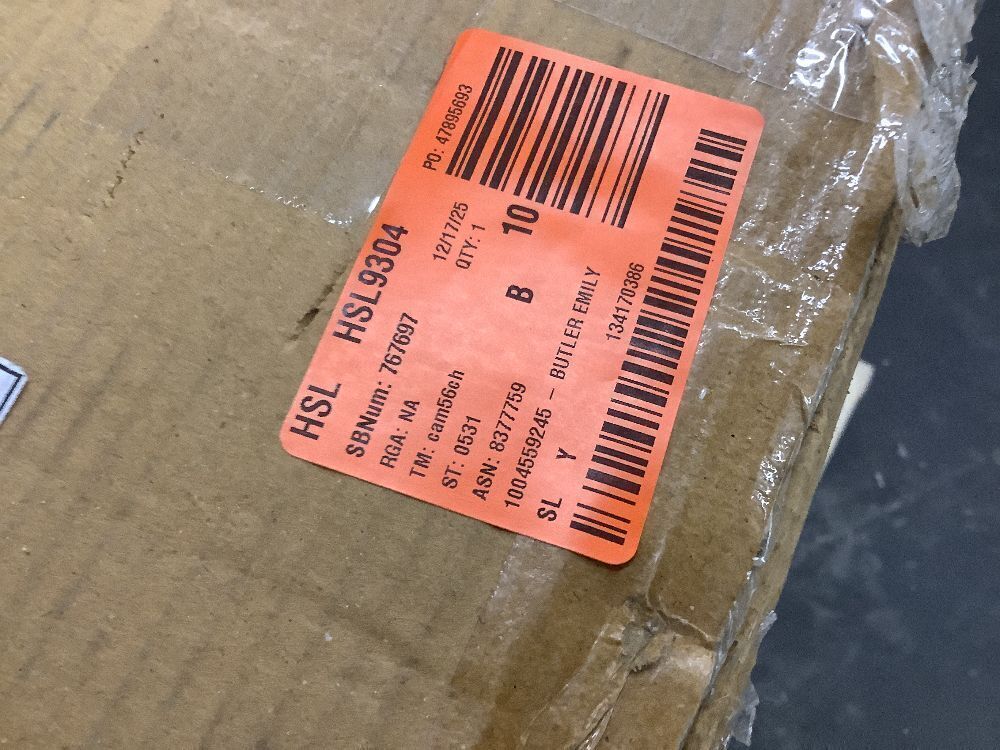 HSL HSL9304
SBNum: 767697
RGA: NA 12/17/25 PO: 47895693
TM: cam56ch QTY: 1
ST: 0531
ASN: 8377759 B 10
1004559245 – BUTLER EMILY
SL Y 134170386